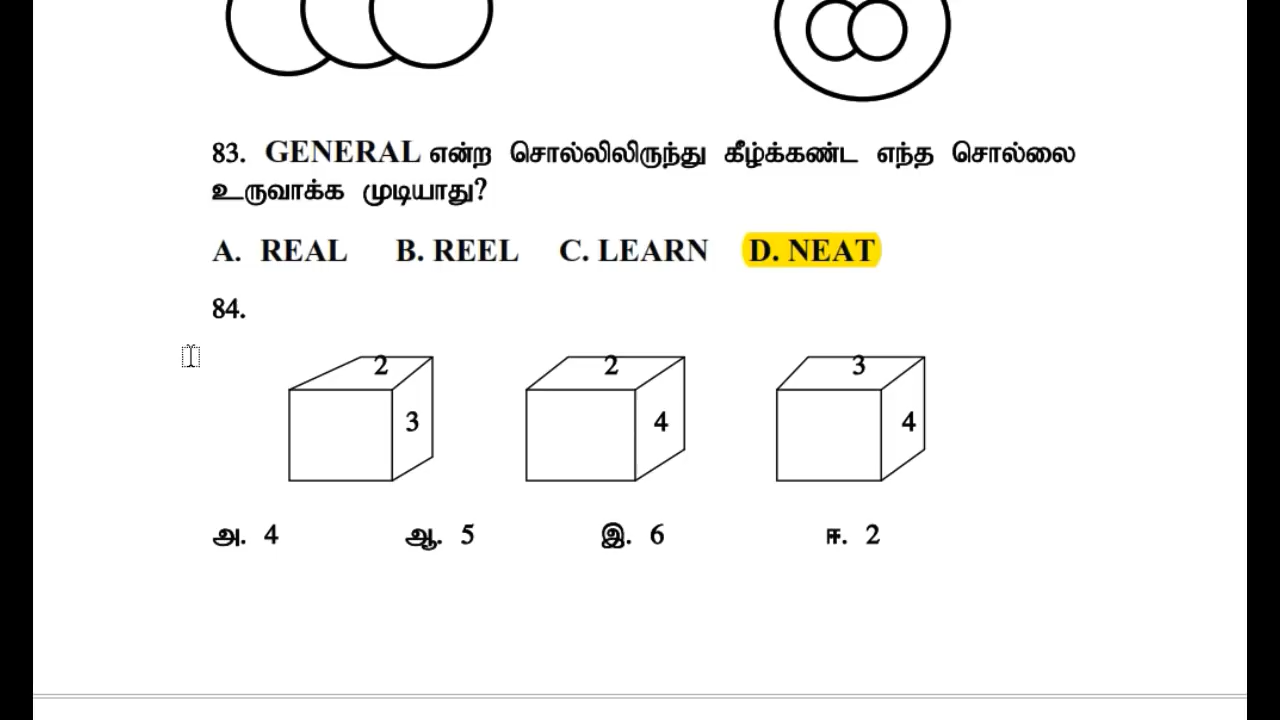 83. GENERAL என்ற சொல்லிலிருந்து கீழ்க்கண்ட எந்த சொல்லை
உருவாக்க முடியாது?
A. REAL B. REEL C. LEARN D. NEAT
84.
2 2 3
3 4 4
அ. 4 ஆ. 5 இ. 6 ஈ. 2